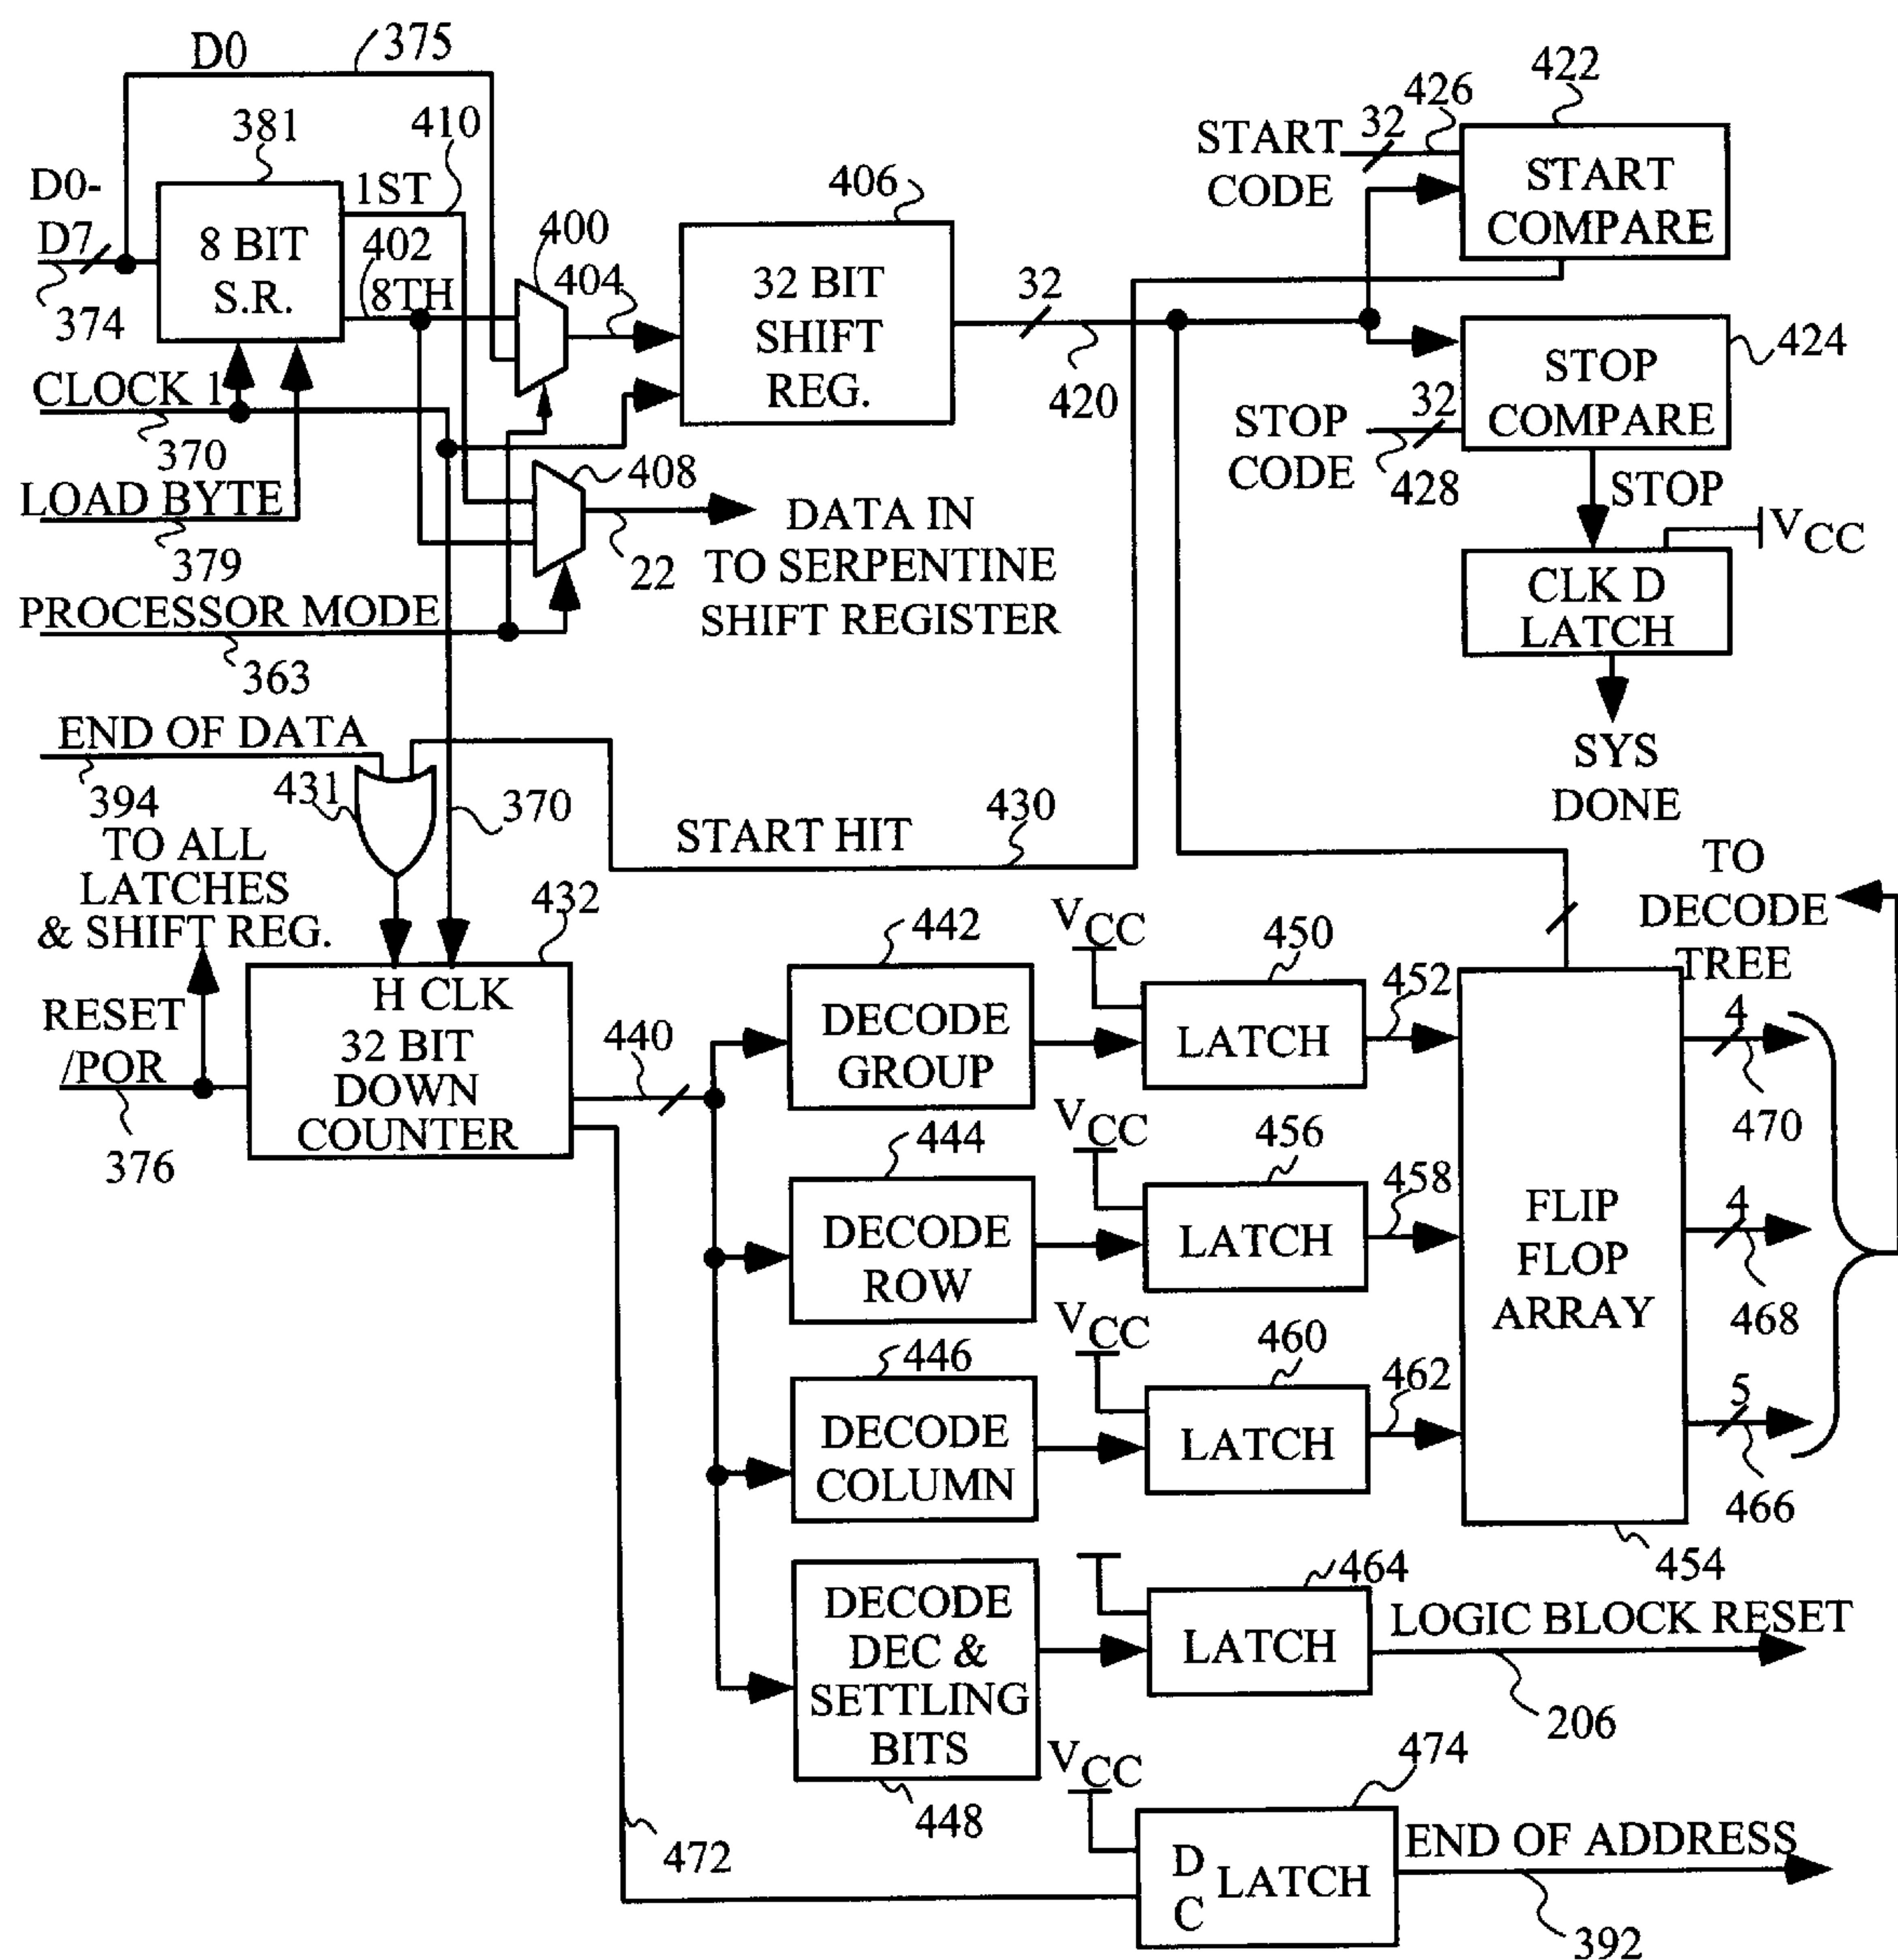 D0
375
410
381
D0-
D7
374
8 BIT
S.R.
1ST
402
8TH
400
404
406
32 BIT
SHIFT
REG.
32
420
START
CODE
32
426
422
START
COMPARE
STOP
COMPARE
424
STOP
CODE
32
428
STOP
VCC
CLK D
LATCH
SYS
DONE
CLOCK 1
370
LOAD BYTE
379
PROCESSOR MODE
363
408
22
DATA IN
TO SERPENTINE
SHIFT REGISTER
END OF DATA
394
431
370
START HIT
430
TO ALL
LATCHES
& SHIFT REG.
RESET
/POR
376
432
H CLK
32 BIT
DOWN
COUNTER
440
442
DECODE
GROUP
VCC
450
LATCH
452
444
DECODE
ROW
VCC
456
LATCH
458
446
DECODE
COLUMN
VCC
460
LATCH
462
FLIP
FLOP
ARRAY
454
TO
DECODE
TREE
4
470
4
468
5
466
DECODE
DEC &
SETTLING
BITS
448
464
LATCH
LOGIC BLOCK RESET
206
472
VCC
474
D
C
LATCH
END OF ADDRESS
392